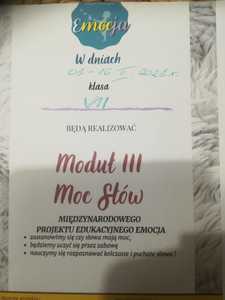 Emocja
W dniach
klasa
VII
BĘDĄ REALIZOWAĆ
Moduł III
Moc Słów
MIĘDZYNARODOWEGO
PROJEKTU EDUKACYJNEGO EMOCJA
• zastanowimy się czy słowa mają moc,
• będziemy uczyć się przez zabawę
• nauczymy się rozpoznawać kolczaste i puchate słowa!